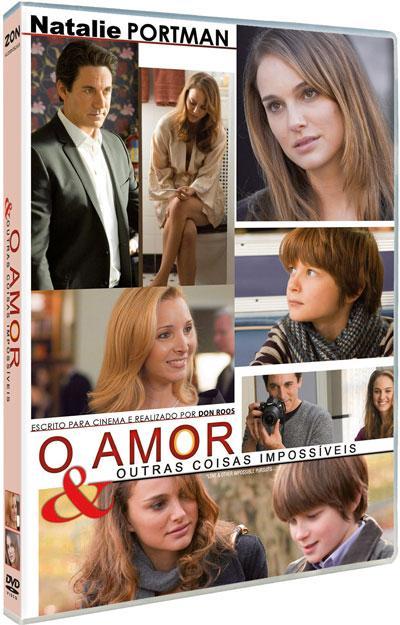 Natalie PORTMAN
ESCRITO PARA CINEMA E REALIZADO POR DON ROOS
O AMOR
& OUTRAS COISAS IMPOSSÍVEIS
"LOVE & OTHER IMPOSSIBLE PURSUITS"
ZON
O AMOR
& OUTRAS COISAS IMPOSSÍVEIS
DVD
VIDEO